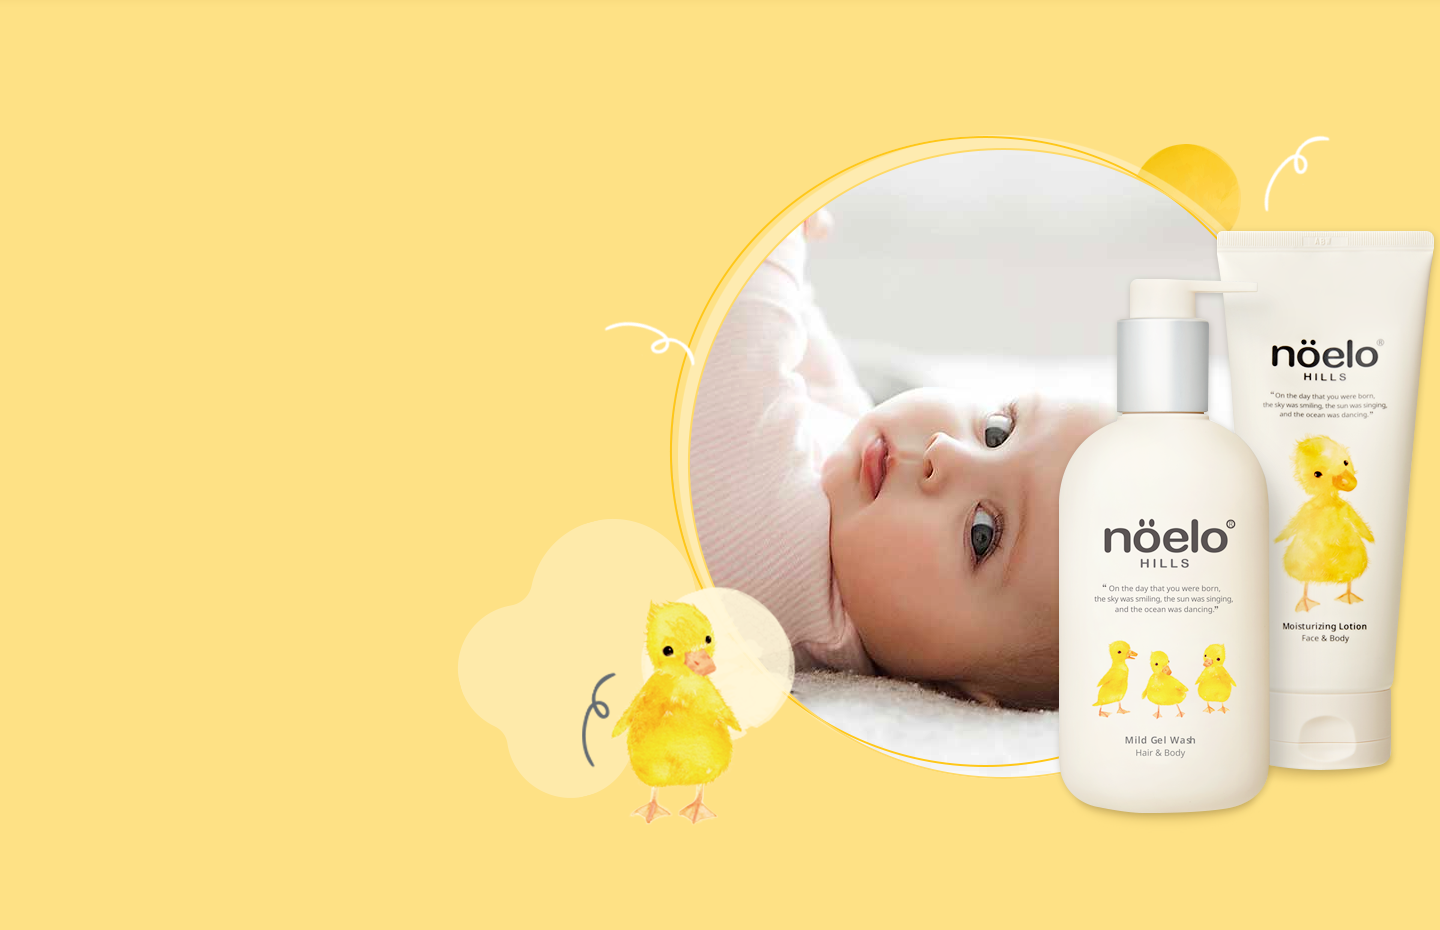 nöelo®
HILLS
❝On the day that you were born,
the sky was smiling, the sun was singing,
and the ocean was dancing.❞
Moisturizing Lotion
Face & Body
nöelo®
HILLS
❝ On the day that you were born,
the sky was smiling, the sun was singing,
and the ocean was dancing.❞
Mild Gel Wash
Hair & Body